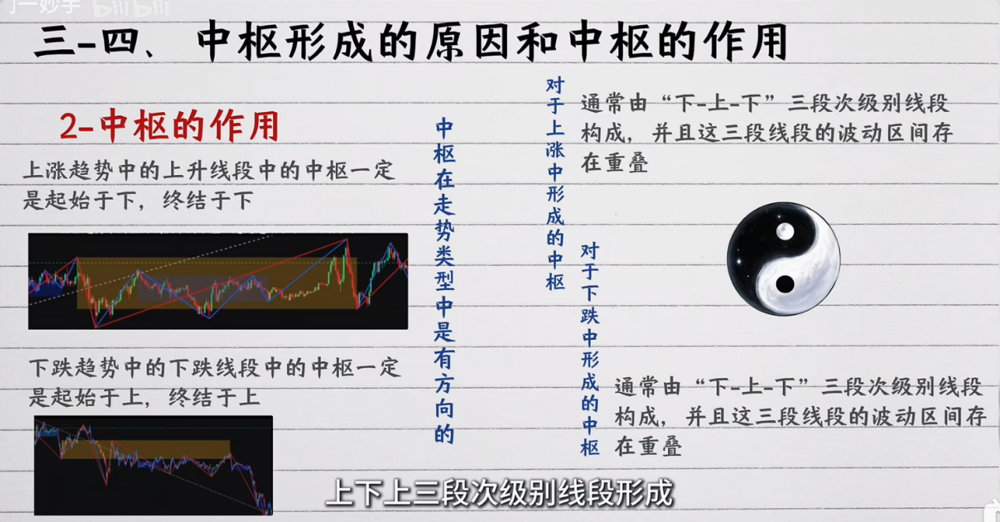 一妙手 bilibili
三-四、中枢形成的原因和中枢的作用
2-中枢的作用
上涨趋势中的上升线段中的中枢一定
是起始于下，终结于下
下跌趋势中的下跌线段中的中枢一定
是起始于上，终结于上
中枢在走势类型中是有方向的
对于上涨中形成的中枢
通常由“下-上-下”三段次级别线段
构成，并且这三段线段的波动区间存
在重叠
对于下跌中形成的中枢
通常由“下-上-下”三段次级别线段
构成，并且这三段线段的波动区间存
在重叠
上下上三段次级别线段形成